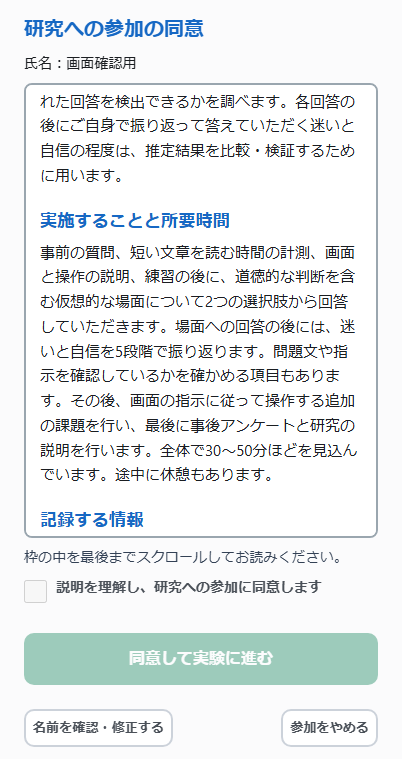 研究への参加の同意
氏名：画面確認用
れた回答を検出できるかを調べます。各回答の
後にご自身で振り返って答えていただく迷いと
自信の程度は、推定結果を比較・検証するため
に用います。
実施することと所要時間
事前の質問、短い文章を読む時間の計測、画面
と操作の説明、練習の後に、道徳的な判断を含
む仮想的な場面について2つの選択肢から回答
していただきます。場面への回答の後には、迷
いと自信を5段階で振り返ります。問題文や指
示を確認しているかを確かめる項目もありま
す。その後、画面の指示に従って操作する追加
の課題を行い、最後に事後アンケートと研究の
説明を行います。全体で30～50分ほどを見込ん
でいます。途中に休憩もあります。
記録する情報
枠の中を最後までスクロールしてお読みください。
説明を理解し、研究への参加に同意します
同意して実験に進む
名前を確認・修正する
参加をやめる